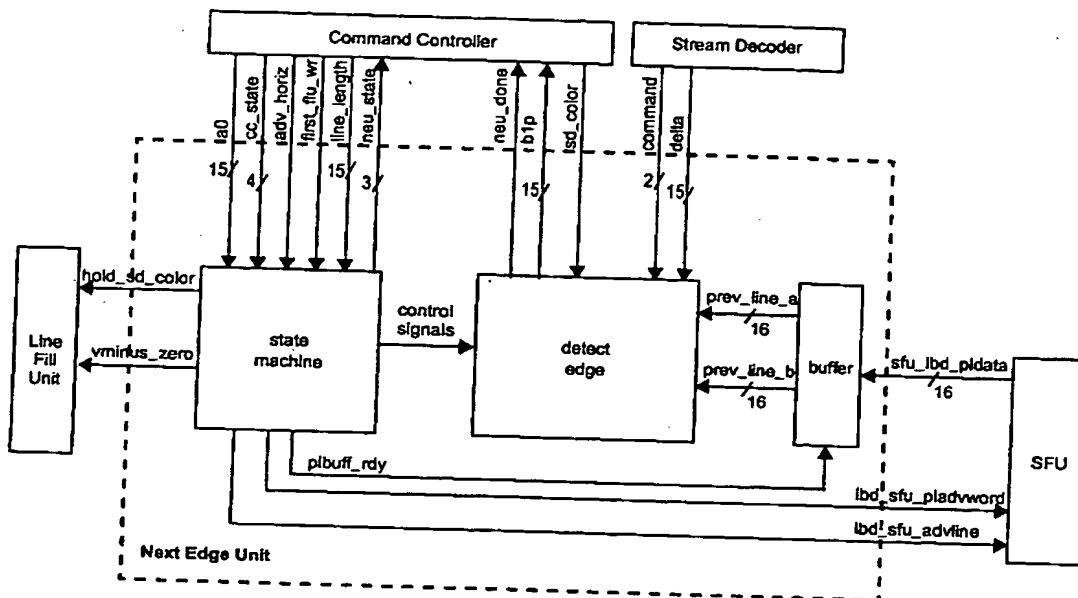 Command Controller
Stream Decoder
a0
cc_state
adv_horiz
first_flu_wr
line_length
neu_state
neu_done
b1p
sd_color
command
delta
15
4
15
3
15
2
15
hold_sd_color
vminus_zero
Line
Fill
Unit
state
machine
control
signals
detect
edge
prev_line_a
16
prev_line_b
16
buffer
sfu_lbd_pldata
16
SFU
plbuff_rdy
lbd_sfu_pladvword
lbd_sfu_advline
Next Edge Unit